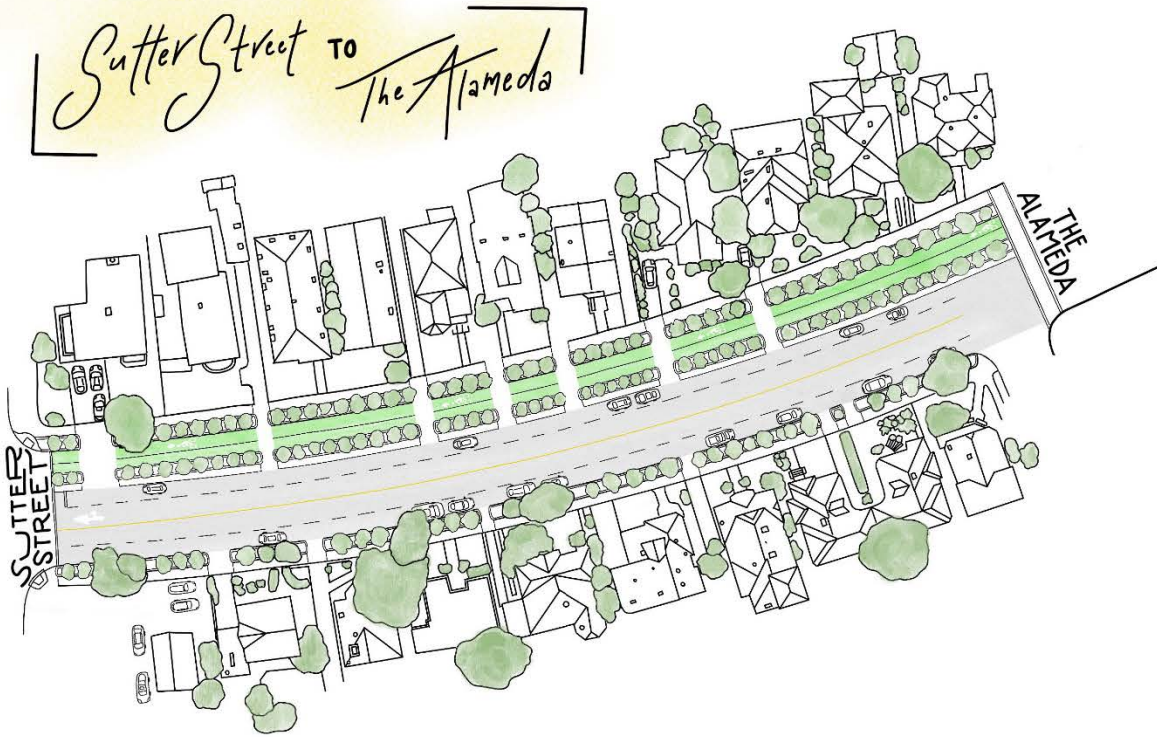 Sutter Street TO
The Alameda
THE
ALAMEDA
SUTTER
STREET